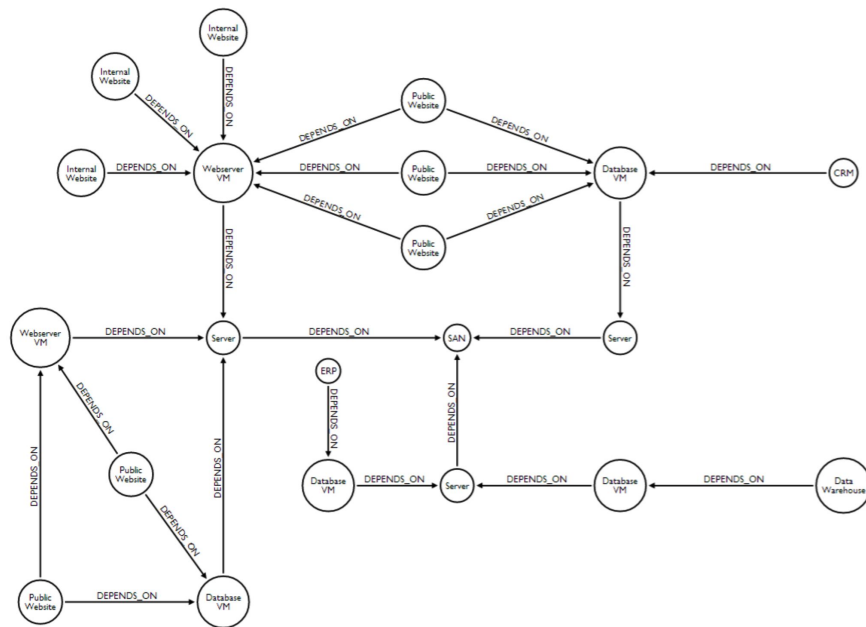 Internal
Website
DEPENDS_ON
Internal
Website
DEPENDS_ON
Internal
Website
DEPENDS_ON
Webserver
VM
Public
Website
DEPENDS_ON
DEPENDS_ON
DEPENDS_ON
Public
Website
DEPENDS_ON
DEPENDS_ON
DEPENDS_ON
Public
Website
Database
VM
DEPENDS_ON
CRM
DEPENDS_ON
DEPENDS_ON
Webserver
VM
DEPENDS_ON
Server
DEPENDS_ON
SAN
DEPENDS_ON
Server
ERP
DEPENDS_ON
DEPENDS_ON
DEPENDS_ON
DEPENDS_ON
DEPENDS_ON
Public
Website
DEPENDS_ON
Database
VM
DEPENDS_ON
Server
DEPENDS_ON
Database
VM
DEPENDS_ON
Data
Warehouse
Public
Website
DEPENDS_ON
Database
VM